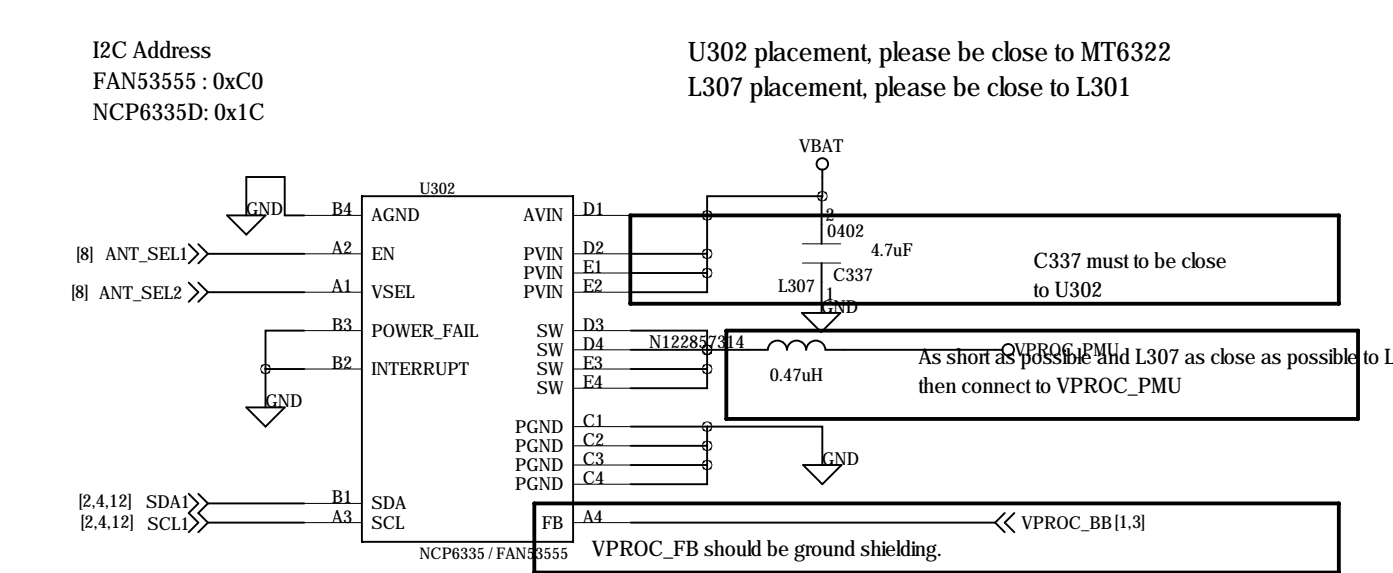 I2C Address
FAN53555 : 0xC0
NCP6335D: 0x1C
U302 placement, please be close to MT6322
L307 placement, please be close to L301
VBAT
U302
GND B4 AGND AVIN D1
2
0402
4.7uF
[8] ANT_SEL1 A2 EN PVIN D2
PVIN E1
C337 must to be close
to U302
C337
L307
1
GND
[8] ANT_SEL2 A1 VSEL PVIN E2
B3 POWER_FAIL SW D3
SW D4 N122857314
VPROC_PMU
0.47uH
As short as possible and L307 as close as possible to L
then connect to VPROC_PMU
B2 INTERRUPT SW E3
SW E4
GND
PGND C1
PGND C2
PGND C3
PGND C4
GND
[2,4,12] SDA1 B1 SDA
[2,4,12] SCL1 A3 SCL FB A4 VPROC_BB [1,3]
NCP6335 / FAN53555
VPROC_FB should be ground shielding.